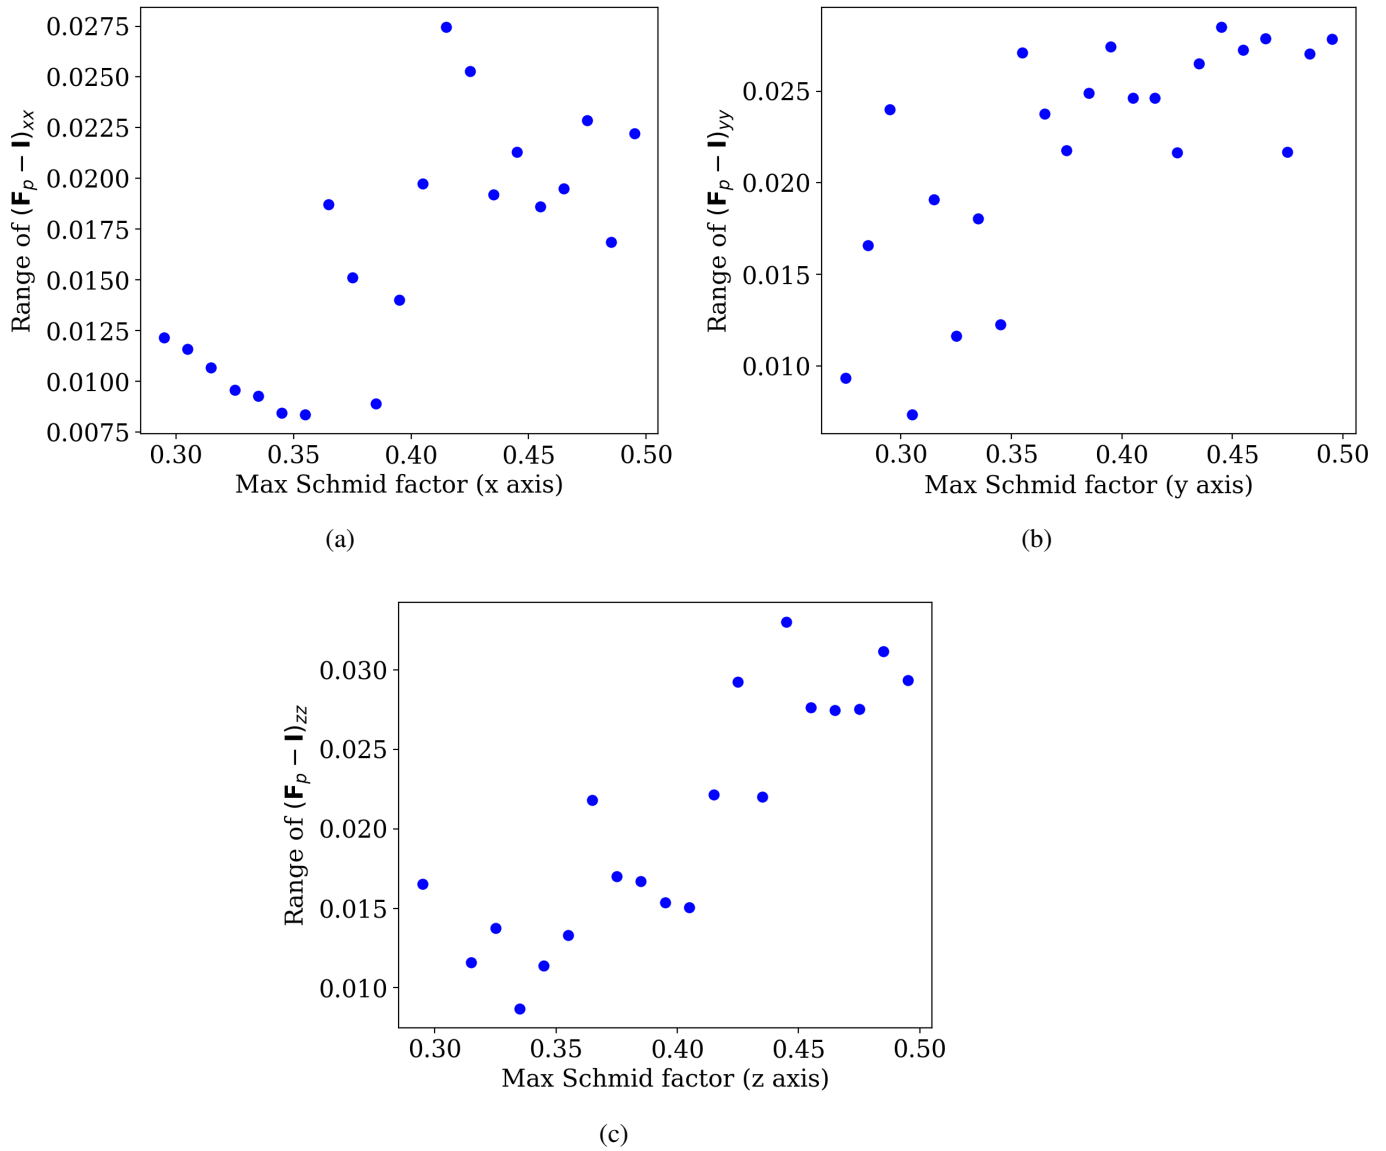 0.0275
0.0250
0.0225
0.0200
0.0175
0.0150
0.0125
0.0100
0.0075
Range of (𝐅ₚ − 𝐈)ₓₓ
0.30 0.35 0.40 0.45 0.50
Max Schmid factor (x axis)
(a)
0.025
0.020
0.015
0.010
Range of (𝐅ₚ − 𝐈)_yy
0.30 0.35 0.40 0.45 0.50
Max Schmid factor (y axis)
(b)
0.030
0.025
0.020
0.015
0.010
Range of (𝐅ₚ − 𝐈)_zz
0.30 0.35 0.40 0.45 0.50
Max Schmid factor (z axis)
(c)